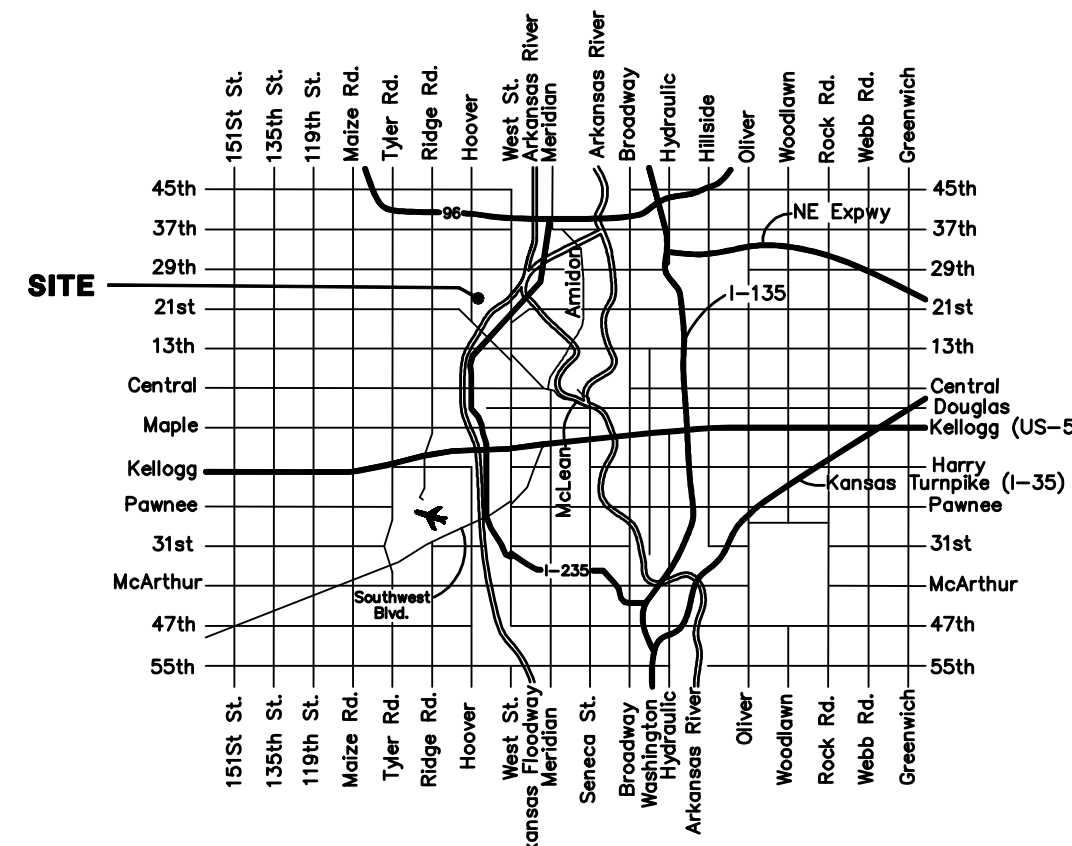 151St St.
135th St.
119th St.
Maize Rd.
Tyler Rd.
Ridge Rd.
Hoover
West St.
Arkansas River
Meridian
Arkansas River
Broadway
Hydraulic
Hillside
Oliver
Woodlawn
Rock Rd.
Webb Rd.
Greenwich
45th
45th
96
NE Expwy
37th
37th
29th
29th
Amidon
SITE
I-135
21st
21st
13th
13th
Central
Central
Douglas
Maple
Kellogg (US-5
Kellogg
Harry
McLean
Kansas Turnpike (I-35)
Pawnee
Pawnee
31st
31st
I-235
McArthur
McArthur
Southwest
Blvd.
47th
47th
55th
55th
151St St.
135th St.
119th St.
Maize Rd.
Tyler Rd.
Ridge Rd.
Hoover
West St.
kansas Floodway
Meridian
Seneca St.
Broadway
Washington
Hydraulic
Arkansas River
Oliver
Woodlawn
Rock Rd.
Webb Rd.
Greenwich